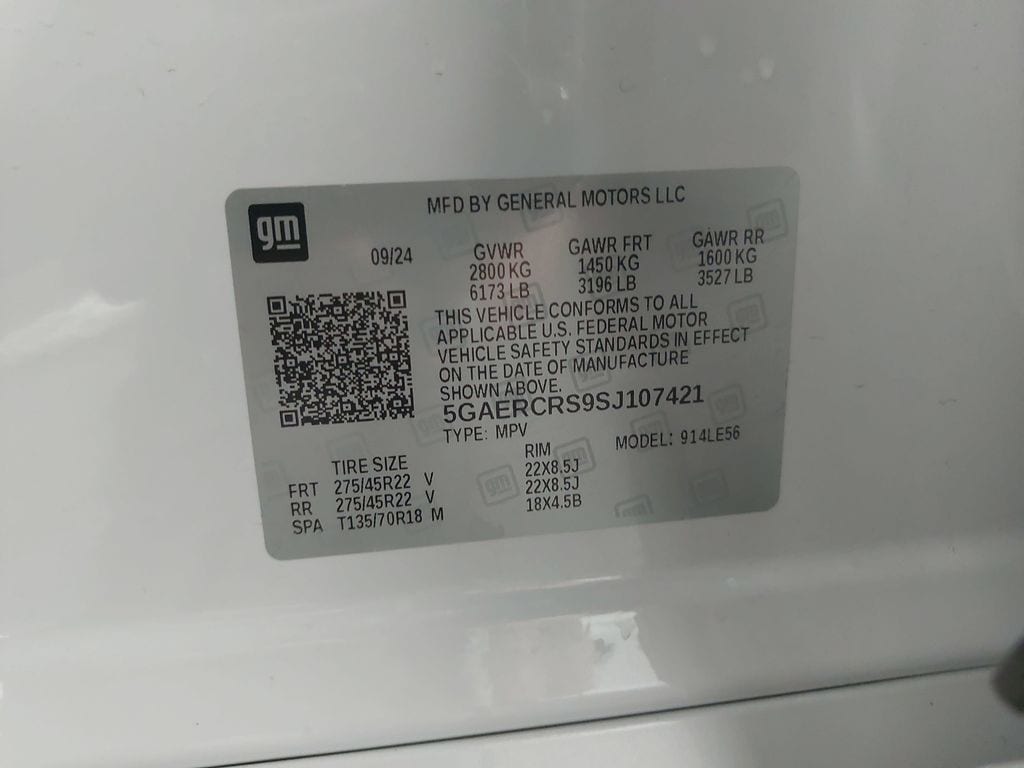 gm
MFD BY GENERAL MOTORS LLC
09/24 GVWR GAWR FRT GAWR RR
2800 KG 1450 KG 1600 KG
6173 LB 3196 LB 3527 LB
THIS VEHICLE CONFORMS TO ALL
APPLICABLE U.S. FEDERAL MOTOR
VEHICLE SAFETY STANDARDS IN EFFECT
ON THE DATE OF MANUFACTURE
SHOWN ABOVE.
5GAERCRS9SJ107421
TYPE: MPV MODEL: 914LE56
TIRE SIZE RIM
FRT 275/45R22 V 22X8.5J
RR 275/45R22 V 22X8.5J
SPA T135/70R18 M 18X4.5B